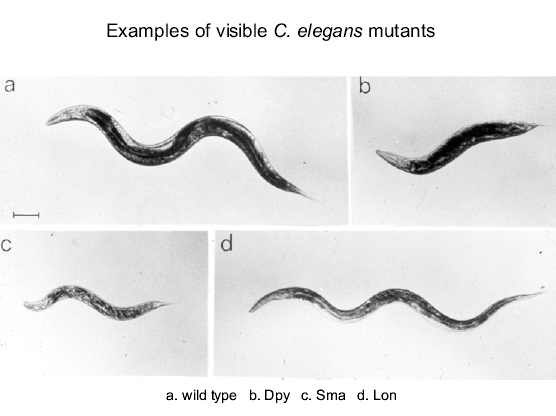 Examples of visible C. elegans mutants
a
b
c
d
a. wild type b. Dpy c. Sma d. Lon